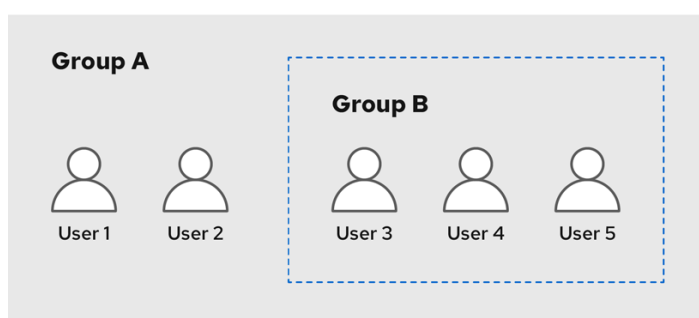 Group A
Group B
User 1
User 2
User 3
User 4
User 5